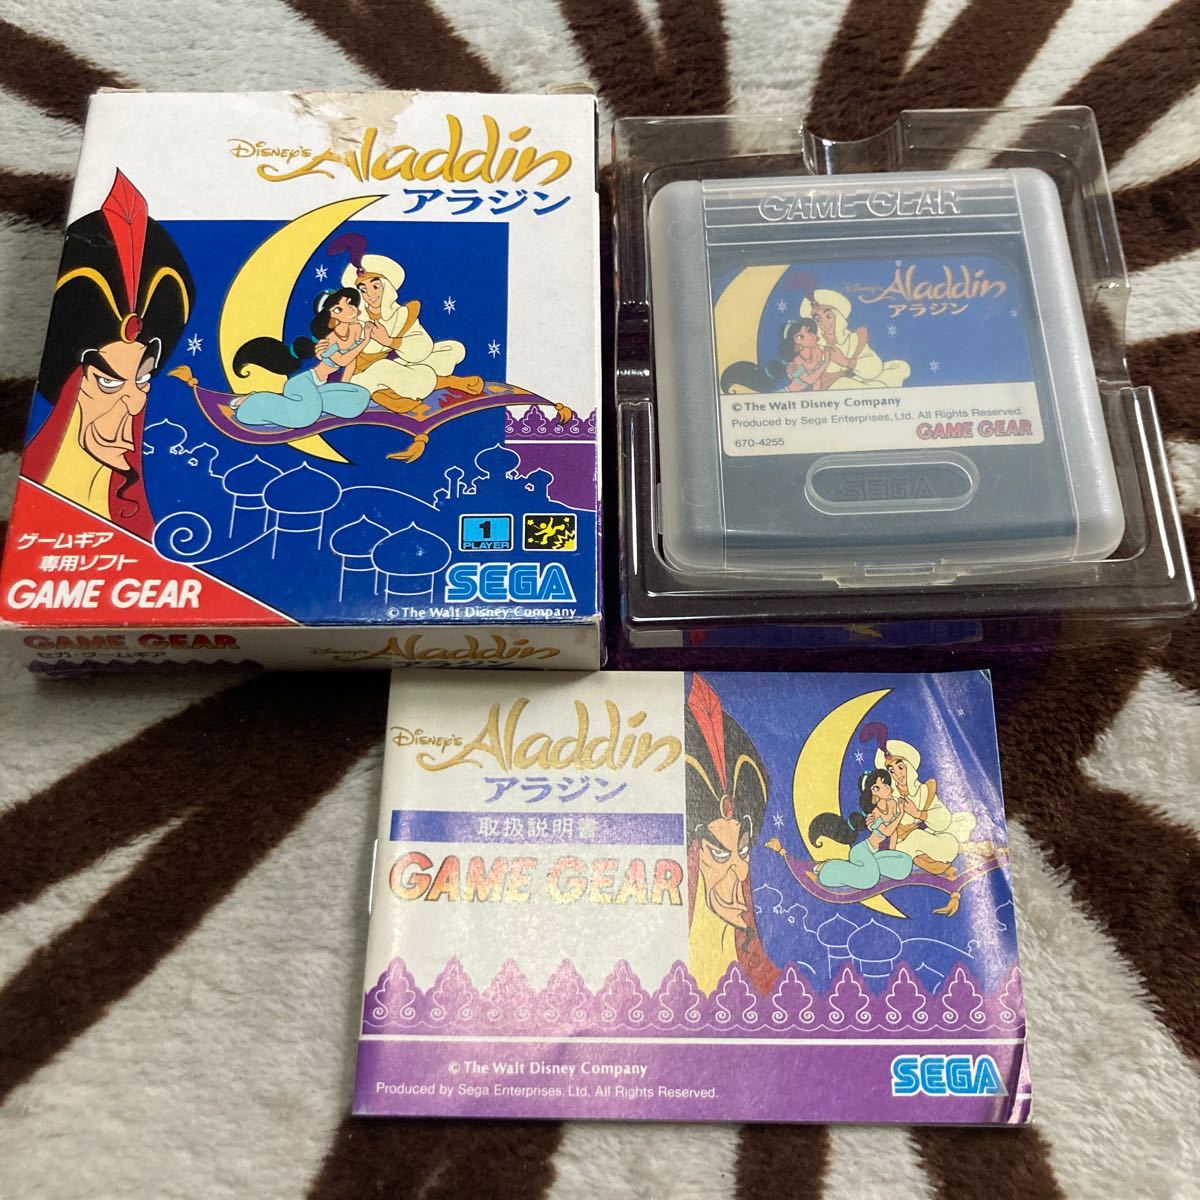 Disney's Aladdin
アラジン
1
PLAYER
ゲームギア
専用ソフト
GAME GEAR
SEGA
© The Walt Disney Company
GAME GEAR
セガ・ゲームギア
Disney's Aladdin
アラジン
GAME GEAR
Disney's Aladdin
アラジン
© The Walt Disney Company
Produced by Sega Enterprises, Ltd. All Rights Reserved.
670-4255
GAME GEAR
SEGA
Disney's Aladdin
アラジン
取扱説明書
GAME GEAR
© The Walt Disney Company
Produced by Sega Enterprises, Ltd. All Rights Reserved.
SEGA